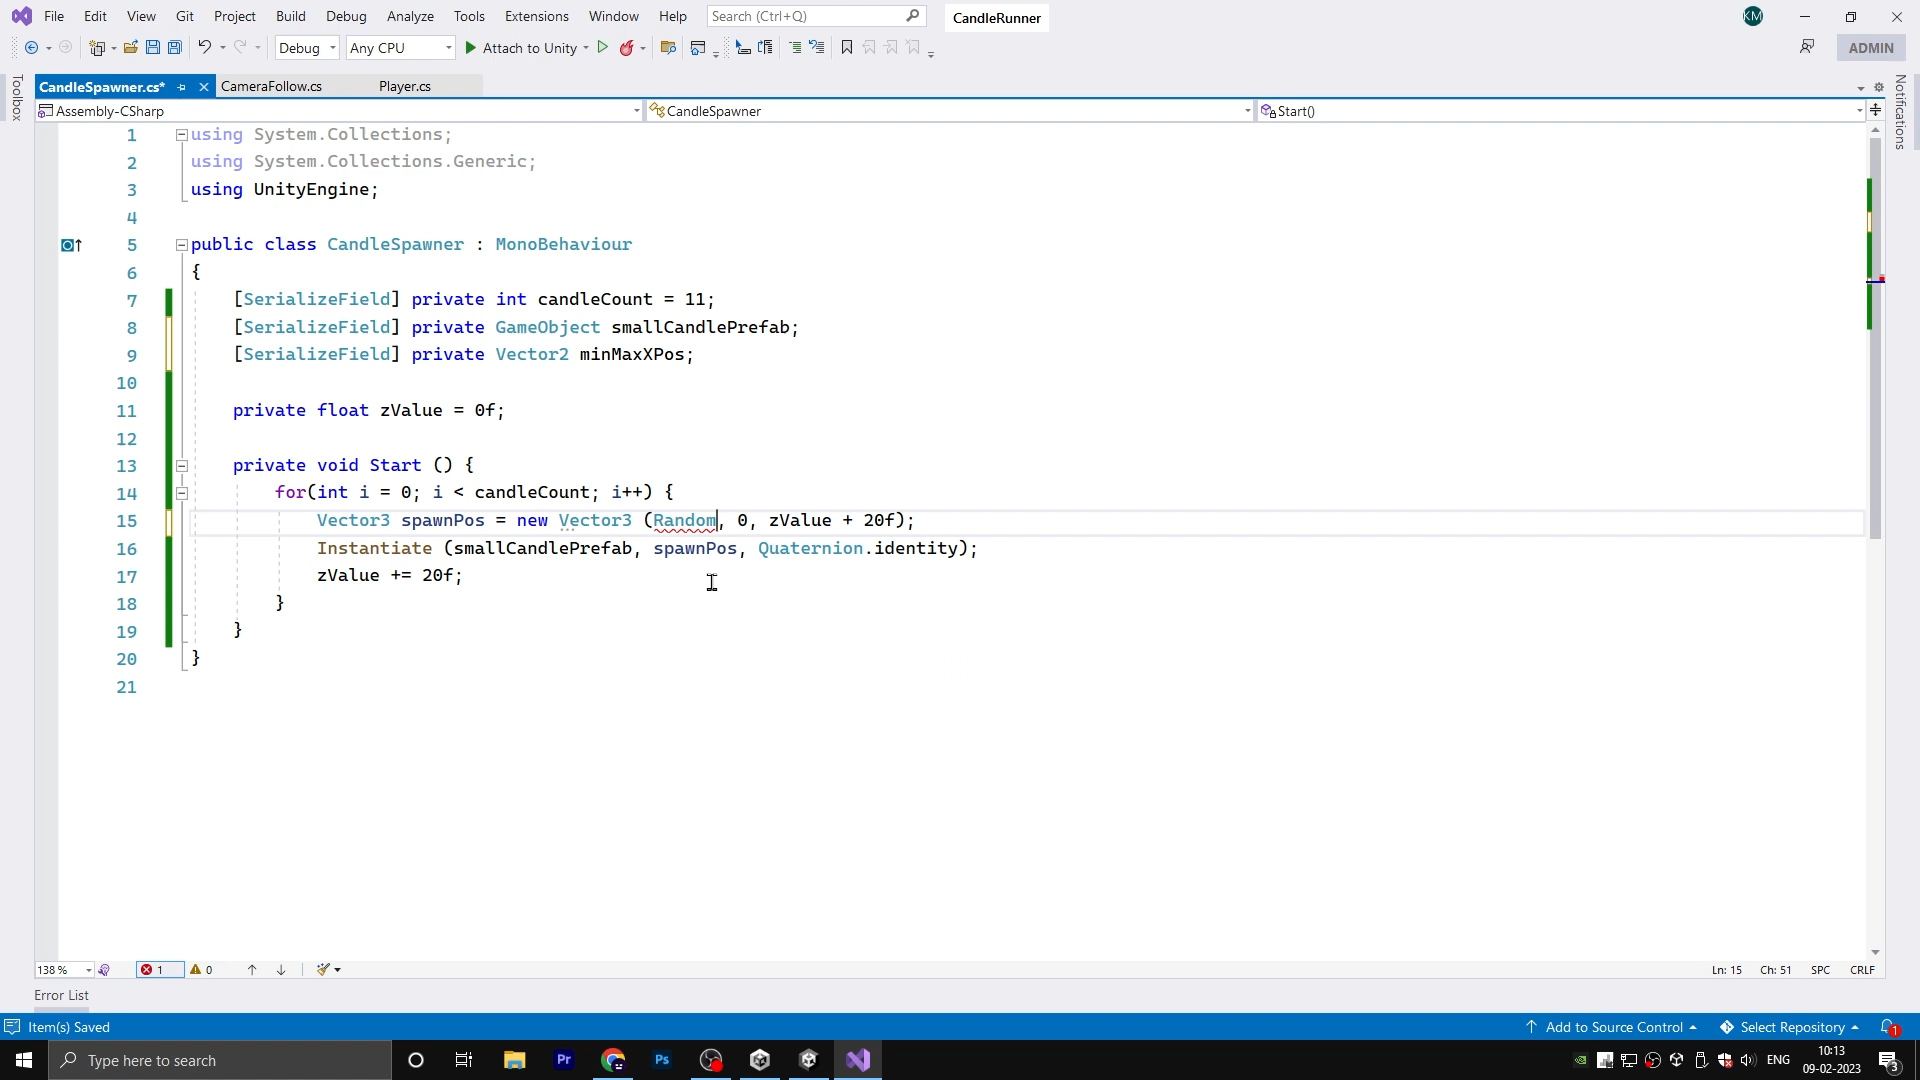 File Edit View Git Project Build Debug Analyze Tools Extensions Window Help Search (Ctrl+Q) CandleRunner KM
Debug Any CPU Attach to Unity ADMIN
Toolbox
CandleSpawner.cs* CameraFollow.cs Player.cs
Notifications
Assembly-CSharp CandleSpawner Start()
1 using System.Collections;
2 using System.Collections.Generic;
3 using UnityEngine;
4
5 public class CandleSpawner : MonoBehaviour
6 {
7 [SerializeField] private int candleCount = 11;
8 [SerializeField] private GameObject smallCandlePrefab;
9 [SerializeField] private Vector2 minMaxXPos;
10
11 private float zValue = 0f;
12
13 private void Start () {
14 for(int i = 0; i < candleCount; i++) {
15 Vector3 spawnPos = new Vector3 (Random, 0, zValue + 20f);
16 Instantiate (smallCandlePrefab, spawnPos, Quaternion.identity);
17 zValue += 20f;
18 }
19 }
20 }
21
138 % 1 0 Ln: 15 Ch: 51 SPC CRLF
Error List
Item(s) Saved Add to Source Control Select Repository 1
Type here to search Pr Ps ENG 10:13
09-02-2023 3